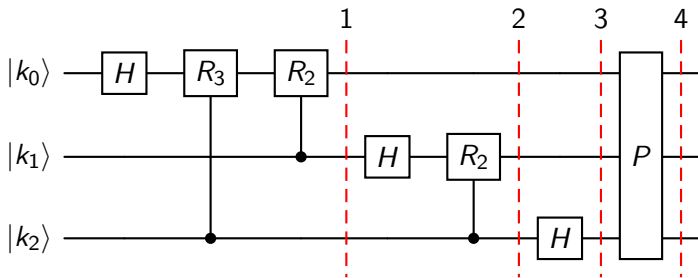 1 2 3 4
|k₀⟩ H R₃ R₂
|k₁⟩ H R₂ P
|k₂⟩ H